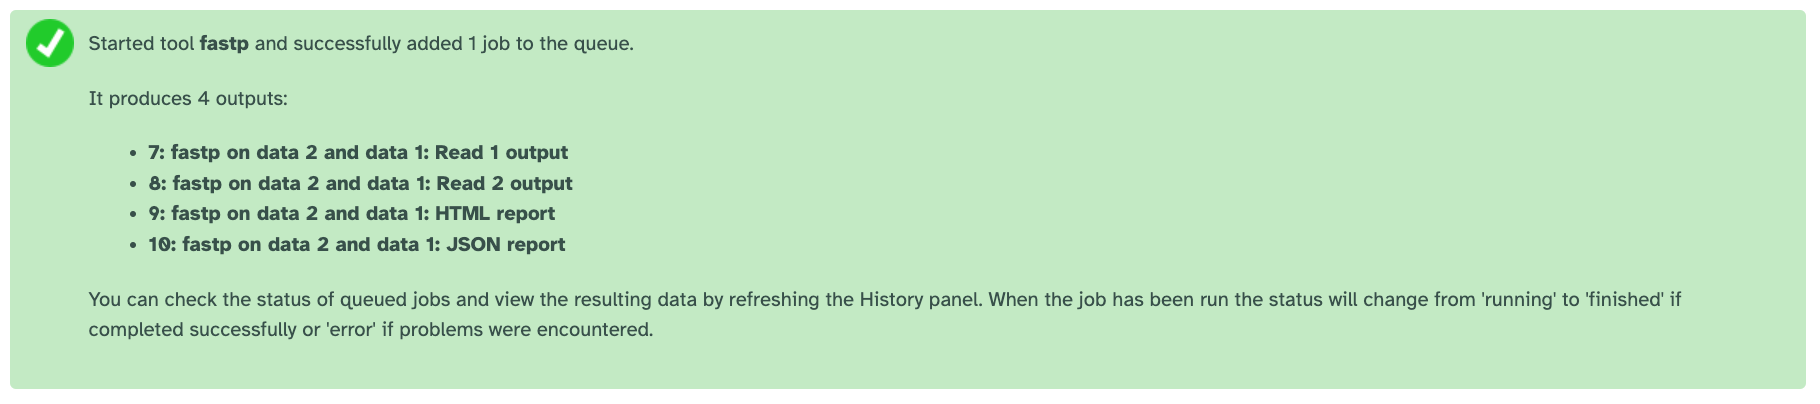 Started tool fastp and successfully added 1 job to the queue.
It produces 4 outputs:
• 7: fastp on data 2 and data 1: Read 1 output
• 8: fastp on data 2 and data 1: Read 2 output
• 9: fastp on data 2 and data 1: HTML report
• 10: fastp on data 2 and data 1: JSON report
You can check the status of queued jobs and view the resulting data by refreshing the History panel. When the job has been run the status will change from 'running' to 'finished' if
completed successfully or 'error' if problems were encountered.